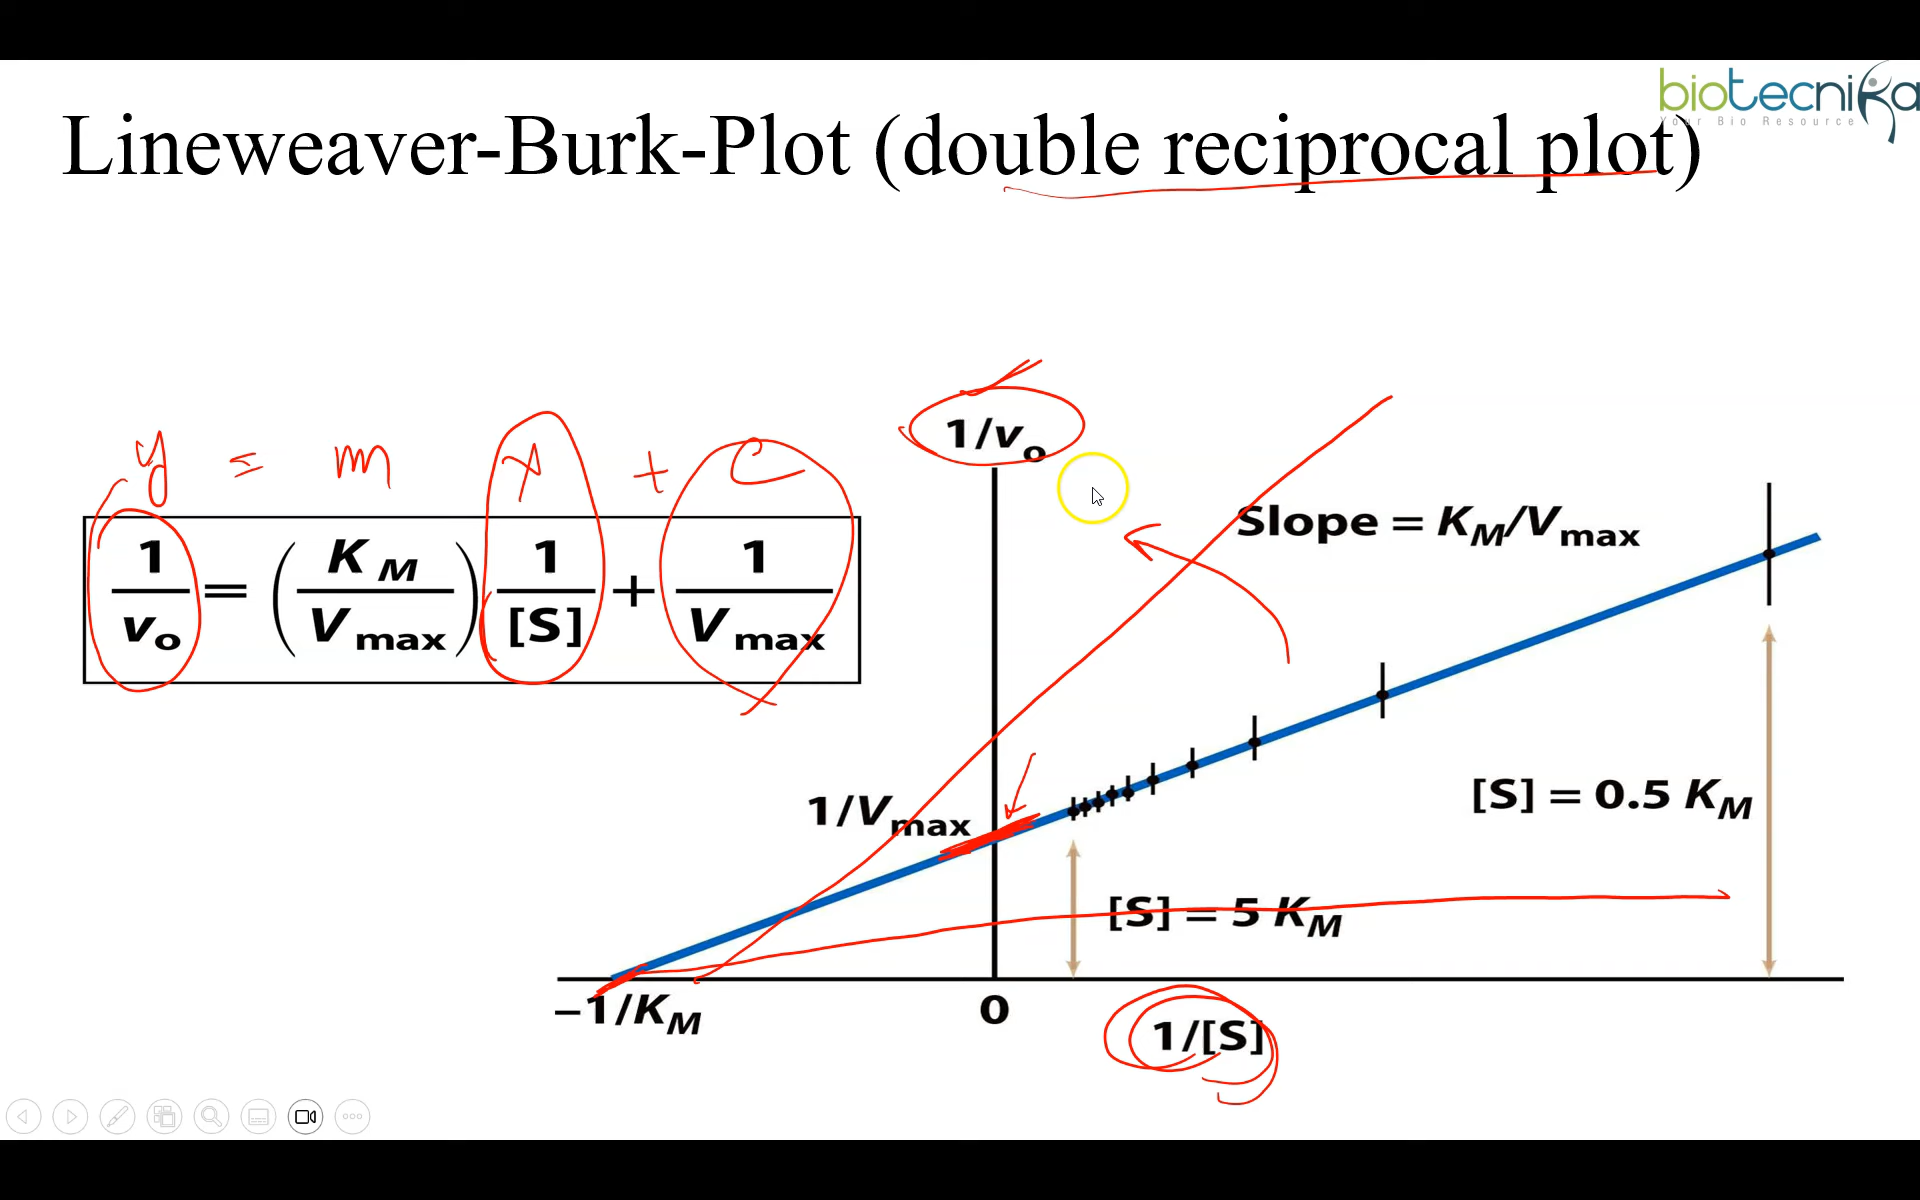 biotecnika
Your Bio Resource
Lineweaver-Burk-Plot (double reciprocal plot)
y = m x + c
1/v₀ = (K_M/V_max) 1/[S] + 1/V_max
1/v₀
Slope = K_M/V_max
1/V_max
[S] = 0.5 K_M
[S] = 5 K_M
−1/K_M
0
1/[S]